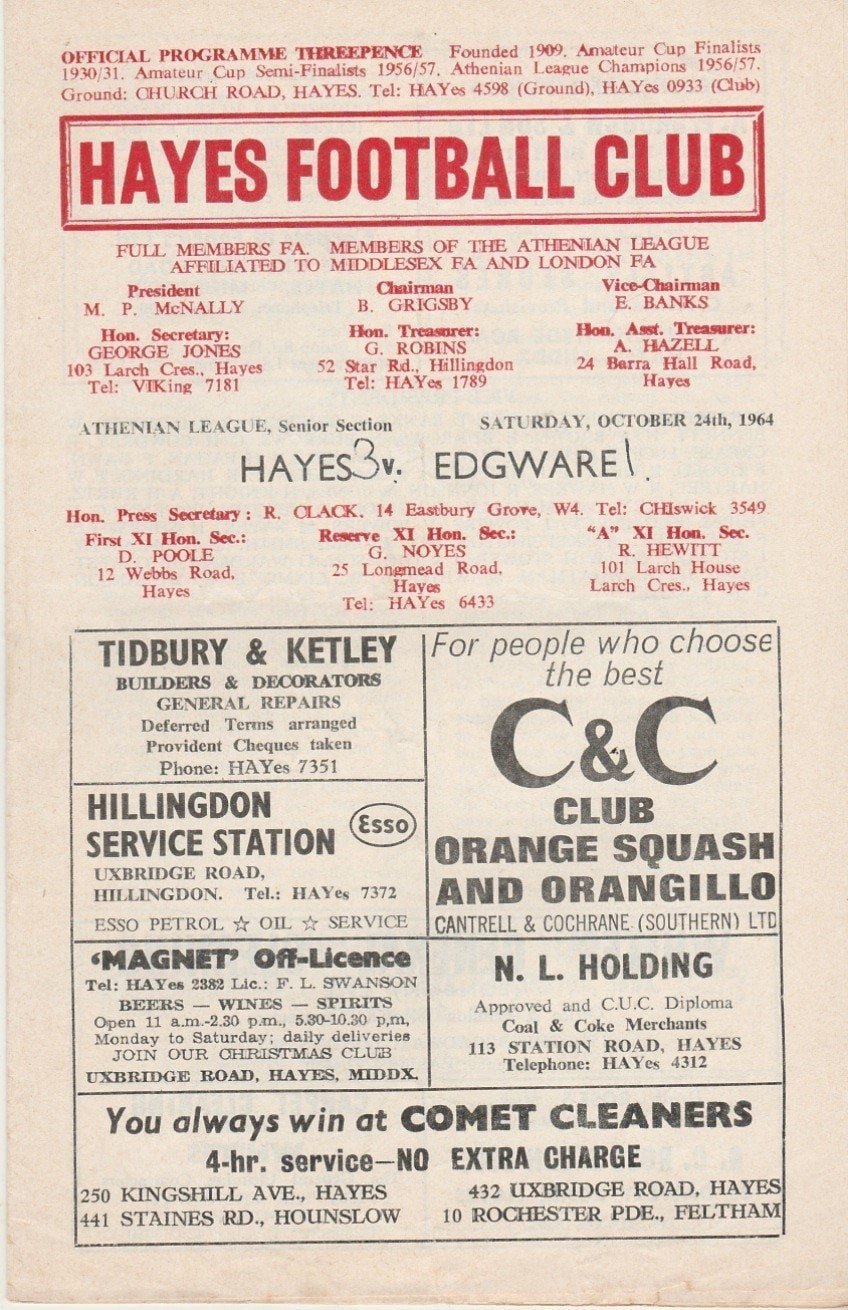 OFFICIAL PROGRAMME THREEPENCE Founded 1909. Amateur Cup Finalists
1930/31. Amateur Cup Semi-Finalists 1956/57. Athenian League Champions 1956/57.
Ground: CHURCH ROAD, HAYES. Tel: HAYes 4598 (Ground), HAYes 0933 (Club)
HAYES FOOTBALL CLUB
FULL MEMBERS FA. MEMBERS OF THE ATHENIAN LEAGUE
AFFILIATED TO MIDDLESEX FA AND LONDON FA
President
M. P. McNALLY
Chairman
B. GRIGSBY
Vice-Chairman
E. BANKS
Hon. Secretary:
GEORGE JONES
103 Larch Cres., Hayes
Tel: VIKing 7181
Hon. Treasurer:
G. ROBINS
52 Star Rd., Hillingdon
Tel: HAYes 1789
Hon. Asst. Treasurer:
A. HAZELL
24 Barra Hall Road,
Hayes
ATHENIAN LEAGUE, Senior Section SATURDAY, OCTOBER 24th, 1964
HAYES 3 v. EDGWARE 1.
Hon. Press Secretary: R. CLACK. 14 Eastbury Grove, W4. Tel: CHIswick 3549
First XI Hon. Sec.:
D. POOLE
12 Webbs Road,
Hayes
Reserve XI Hon. Sec.:
G. NOYES
25 Longmead Road,
Hayes
Tel: HAYes 6433
"A" XI Hon. Sec.
R. HEWITT
101 Larch House
Larch Cres., Hayes
TIDBURY & KETLEY
BUILDERS & DECORATORS
GENERAL REPAIRS
Deferred Terms arranged
Provident Cheques taken
Phone: HAYes 7351
HILLINGDON
SERVICE STATION
Esso
UXBRIDGE ROAD,
HILLINGDON. Tel.: HAYes 7372
ESSO PETROL ☆ OIL ☆ SERVICE
For people who choose
the best
C&C
CLUB
ORANGE SQUASH
AND ORANGILLO
CANTRELL & COCHRANE (SOUTHERN) LTD
'MAGNET' Off-Licence
Tel: HAYes 2382 Lic.: F. L. SWANSON
BEERS — WINES — SPIRITS
Open 11 a.m.-2.30 p.m., 5.30-10.30 p,m,
Monday to Saturday; daily deliveries
JOIN OUR CHRISTMAS CLUB
UXBRIDGE ROAD, HAYES, MIDDX.
N. L. HOLDING
Approved and C.U.C. Diploma
Coal & Coke Merchants
113 STATION ROAD, HAYES
Telephone: HAYes 4312
You always win at COMET CLEANERS
4-hr. service—NO EXTRA CHARGE
250 KINGSHILL AVE., HAYES 432 UXBRIDGE ROAD, HAYES
441 STAINES RD., HOUNSLOW 10 ROCHESTER PDE., FELTHAM